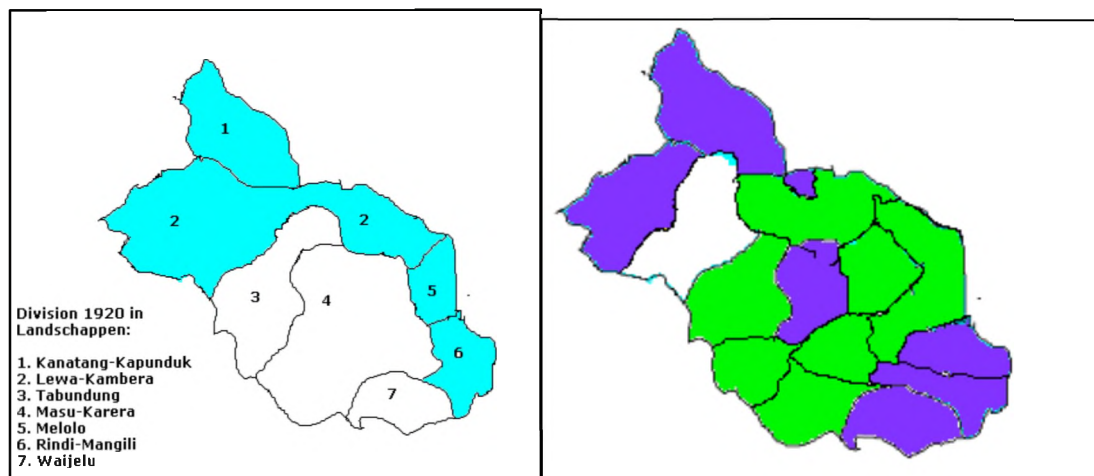 1
2
2
3
4
5
6
7
Division 1920 in
Landschappen:
1. Kanatang-Kapunduk
2. Lewa-Kambera
3. Tabundung
4. Masu-Karera
5. Melolo
6. Rindi-Mangili
7. Waijelu